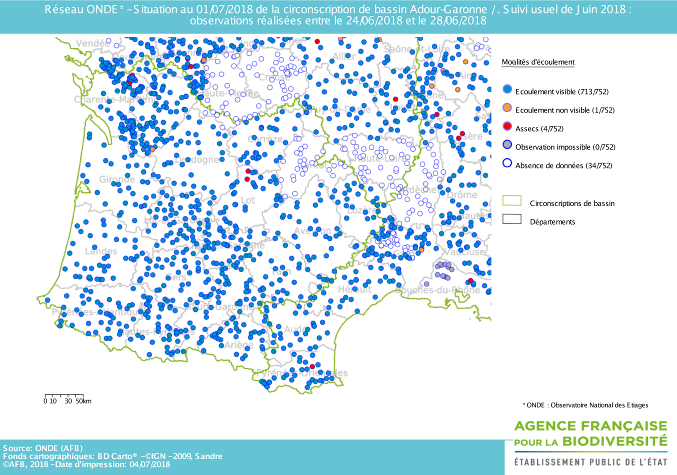 Réseau ONDE* -Situation au 01/07/2018 de la circonscription de bassin Adour-Garonne /. Suivi usuel de Juin 2018 :
observations réalisées entre le 24/06/2018 et le 28/06/2018
Vendée
Charente-Maritime
Dordogne
Gironde
Lot
Landes
Hérault
Bouches-du-Rhône
Aude
Ariège
Pyrénées-Orientales
Moalités d'écoulement
Ecoulement visible (713/752)
Ecoulement non visible (1/752)
Assecs (4/752)
Observation impossible (0/752)
Absence de données (34/752)
Circonscriptions de bassin
Départements
0 10 30 50km
* ONDE : Observatoire National des Etiages
AGENCE FRANÇAISE
POUR LA BIODIVERSITÉ
ÉTABLISSEMENT PUBLIC DE L'ÉTAT
Source: ONDE (AFB)
Fonds cartographiques: BD Carto® -©IGN -2009, Sandre
©AFB, 2018 -Date d'impression: 04/07/2018